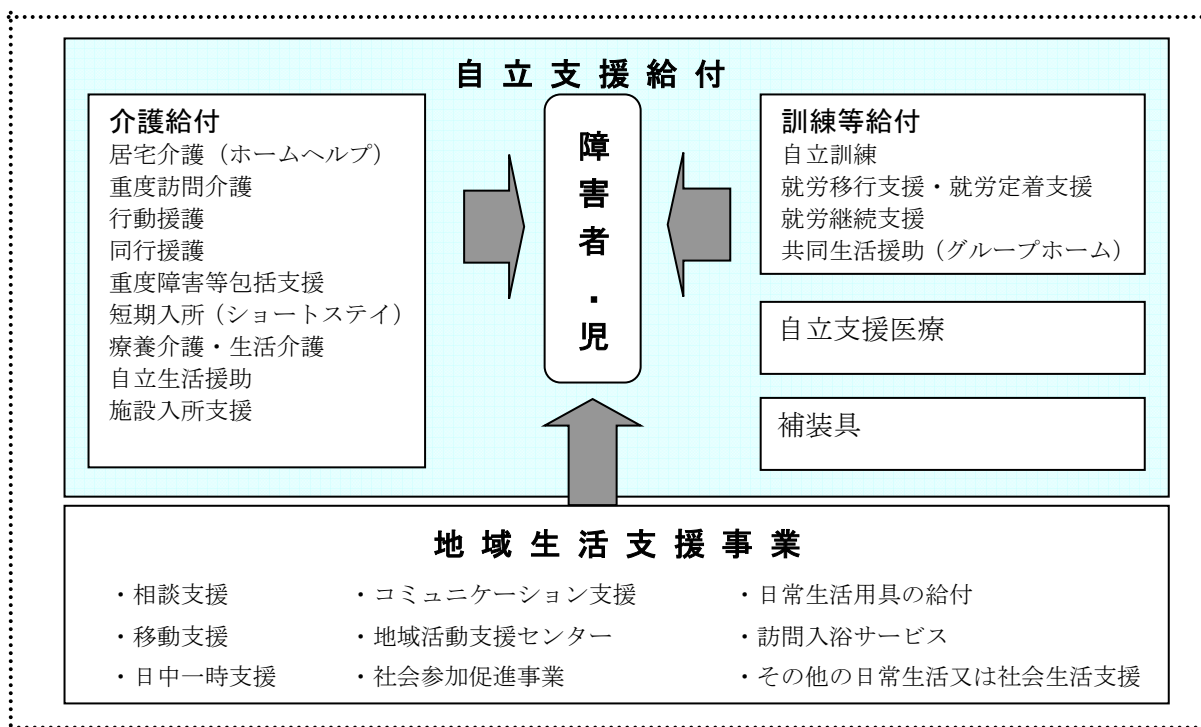 自立支援給付
介護給付
居宅介護（ホームヘルプ）
重度訪問介護
行動援護
同行援護
重度障害等包括支援
短期入所（ショートステイ）
療養介護・生活介護
自立生活援助
施設入所支援
障害者・児
訓練等給付
自立訓練
就労移行支援・就労定着支援
就労継続支援
共同生活援助（グループホーム）
自立支援医療
補装具
地域生活支援事業
・相談支援
・移動支援
・日中一時支援
・コミュニケーション支援
・地域活動支援センター
・社会参加促進事業
・日常生活用具の給付
・訪問入浴サービス
・その他の日常生活又は社会生活支援